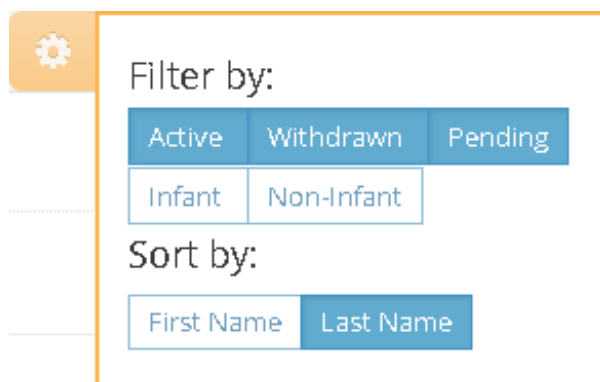 Filter by:
Active Withdrawn Pending
Infant Non-Infant
Sort by:
First Name Last Name